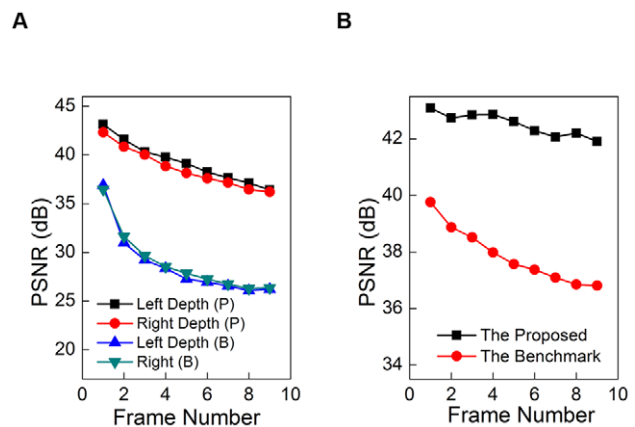 A
B
PSNR (dB)
45
40
35
30
25
20
Left Depth (P)
Right Depth (P)
Left Depth (B)
Right (B)
0 2 4 6 8 10
Frame Number
PSNR (dB)
42
40
38
36
34
The Proposed
The Benchmark
0 2 4 6 8 10
Frame Number